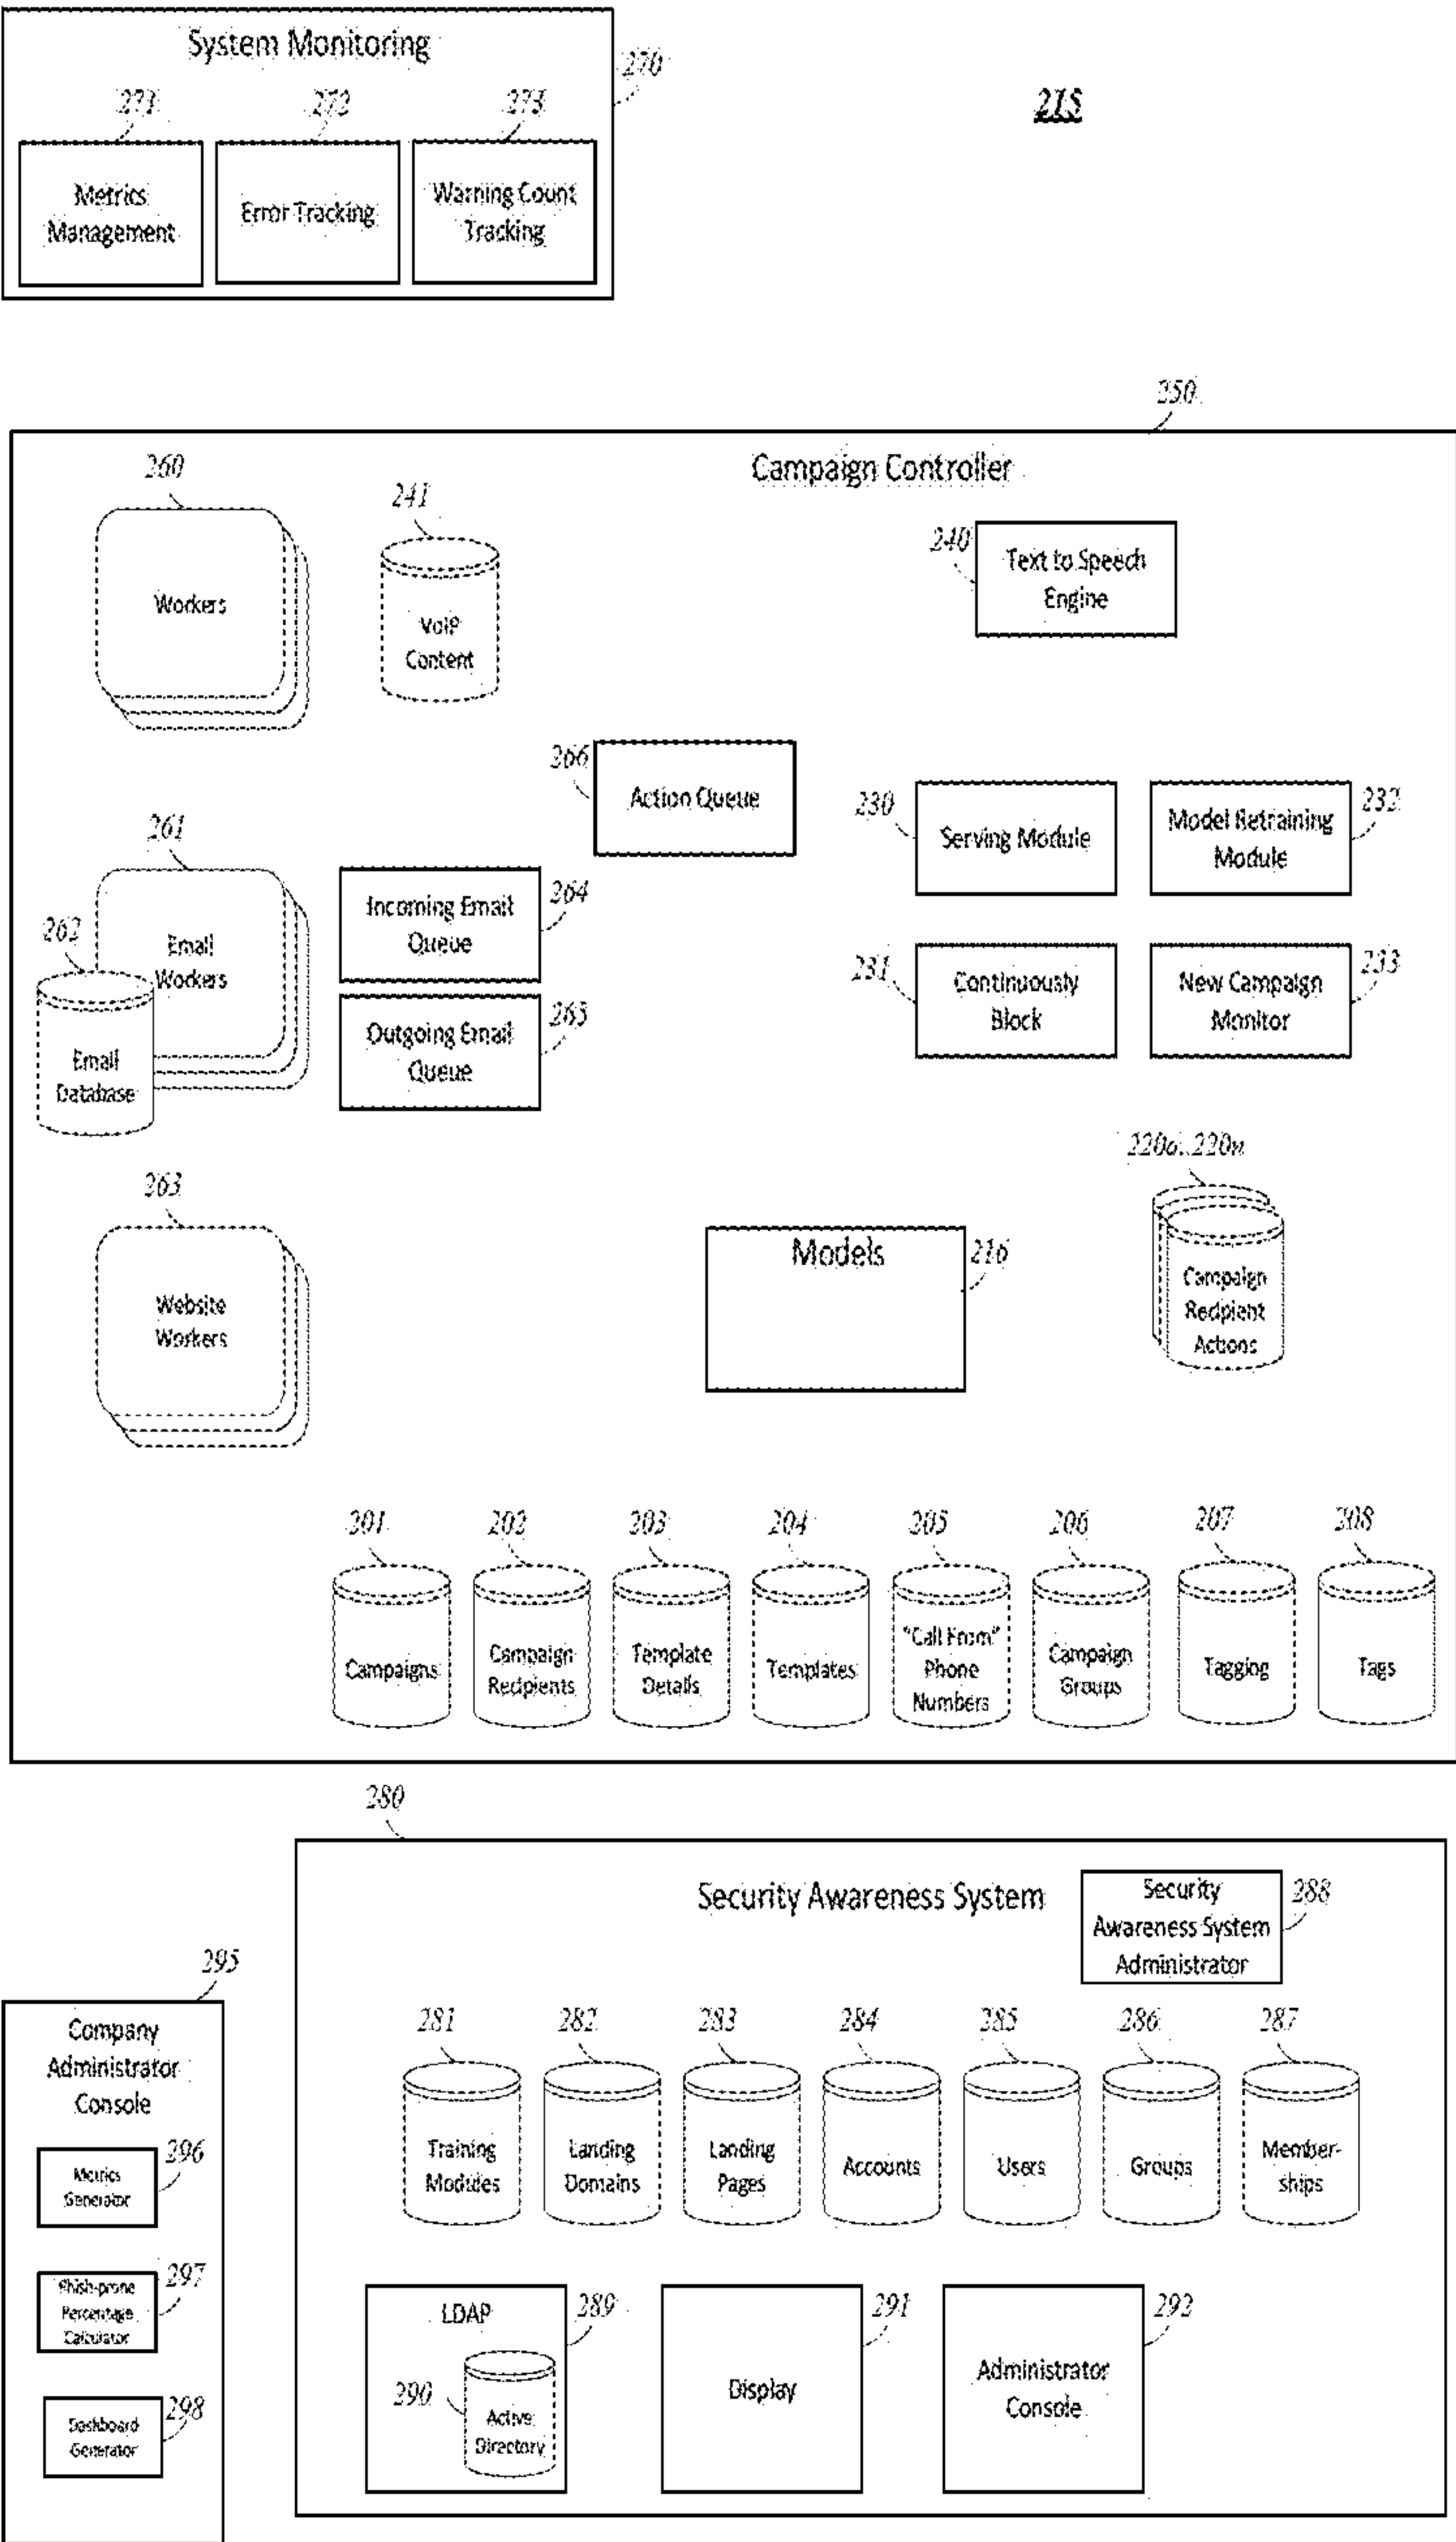 System Monitoring
270
215
271
272
273
Metrics
Management
Error Tracking
Warning Count
Tracking
250
Campaign Controller
260
Workers
241
VoIP
Content
240
Text to Speech
Engine
266
Action Queue
230
Serving Module
Model Retraining
Module
232
261
Email
Workers
262
Email
Database
Incoming Email
Queue
264
Outgoing Email
Queue
265
231
Continuously
Block
New Campaign
Monitor
233
263
Website
Workers
Models
216
220a..220n
Campaign
Recipient
Actions
201
202
203
204
205
206
207
208
Campaigns
Campaign
Recipients
Template
Details
Templates
"Call From"
Phone
Numbers
Campaign
Groups
Tagging
Tags
280
Security Awareness System
Security
Awareness System
Administrator
288
281
282
283
284
285
286
287
Training
Modules
Landing
Domains
Landing
Pages
Accounts
Users
Groups
Member-
ships
LDAP
289
290
Active
Directory
Display
291
Administrator
Console
292
295
Company
Administrator
Console
Metrics
Generator
296
Phish-prone
Percentage
Calculator
297
Dashboard
Generator
298